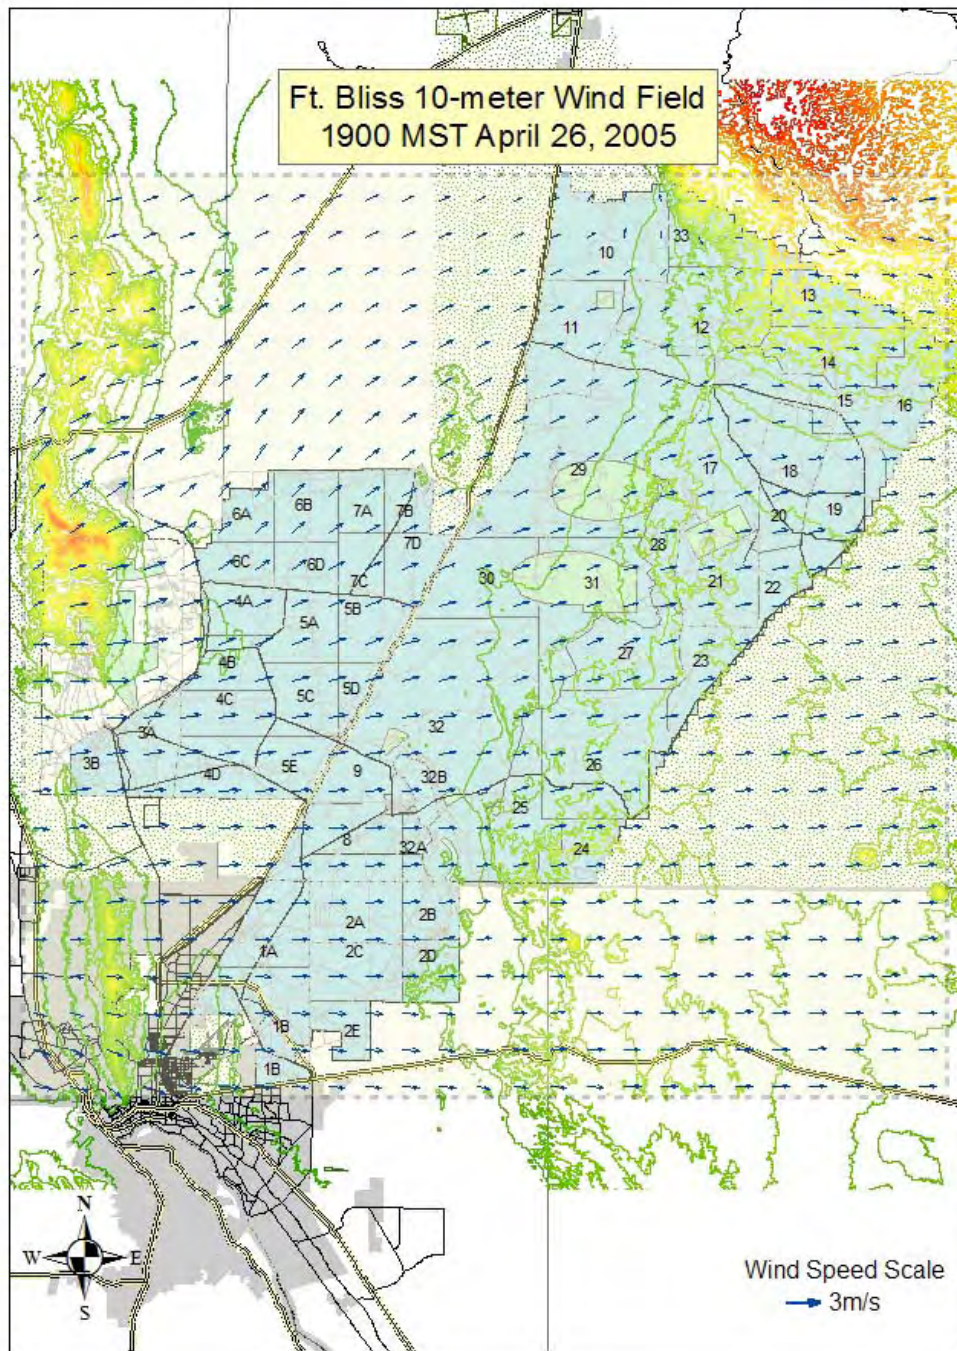 Ft. Bliss 10-meter Wind Field
1900 MST April 26, 2005
33
10
13
11
12
14
15
16
29
17
18
6A
6B
7A
7B
20
19
7D
28
6C
6D
7C
30
31
21
22
4A
5A
5B
4B
27
23
4C
5C
5D
3A
32
3B
4D
5E
9
32B
26
25
8
32A
24
2A
2B
1A
2C
2D
1B
2E
1B
N
W
E
S
Wind Speed Scale
3m/s